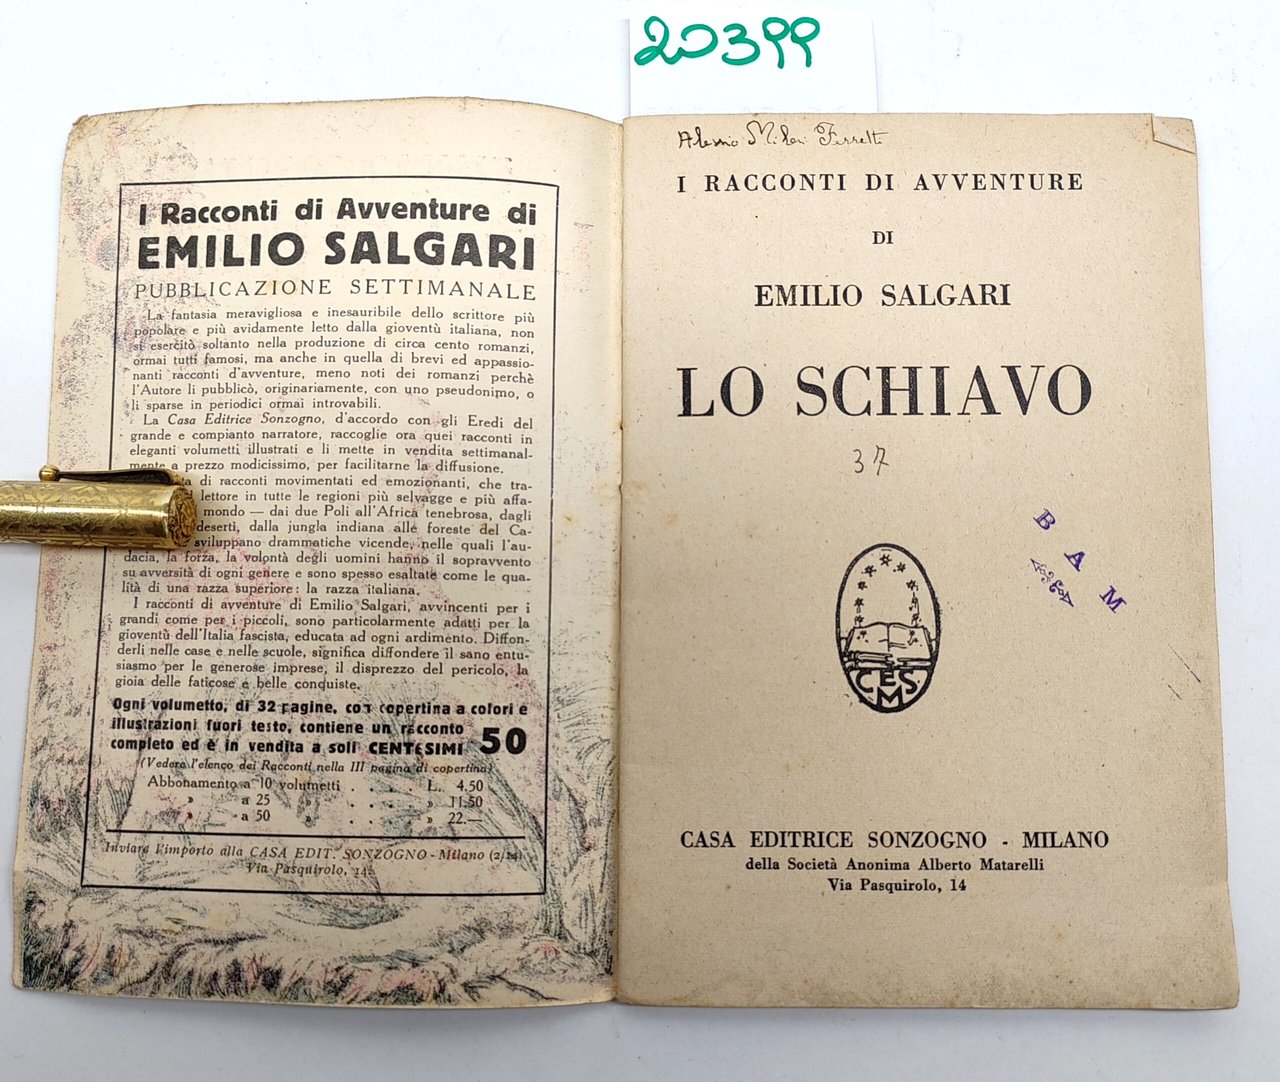 20399
I Racconti di Avventure di
EMILIO SALGARI
PUBBLICAZIONE SETTIMANALE
La fantasia meravigliosa e inesauribile dello scrittore più
popolare e più avidamente letto dalla gioventù italiana, non
si esercitò soltanto nella produzione di circa cento romanzi,
ormai tutti famosi, ma anche in quella di brevi ed appassio-
nanti racconti d'avventure, meno noti dei romanzi perchè
l'Autore li pubblicò, originariamente, con uno pseudonimo, o
li sparse in periodici ormai introvabili.
La Casa Editrice Sonzogno, d'accordo con gli Eredi del
grande e compianto narratore, raccoglie ora quei racconti in
eleganti volumetti illustrati e li mette in vendita settimanal-
mente a prezzo modicissimo, per facilitarne la diffusione.
di racconti movimentati ed emozionanti, che tra-
lettore in tutte le regioni più selvagge e più affa-
mondo — dai due Poli all'Africa tenebrosa, dagli
deserti, dalla jungla indiana alle foreste del Ca-
sviluppano drammatiche vicende, nelle quali l'au-
dacia, la forza, la volontà degli uomini hanno il sopravvento
su avversità di ogni genere e sono spesso esaltate come le qua-
lità di una razza superiore: la razza italiana.
I racconti di avventure di Emilio Salgari, avvincenti per i
grandi come per i piccoli, sono particolarmente adatti per la
gioventù dell'Italia fascista, educata ad ogni ardimento. Diffon-
derli nelle case e nelle scuole, significa diffondere il sano entu-
siasmo per le generose imprese, il disprezzo del pericolo, la
gioia delle faticose e belle conquiste.
Ogni volumetto, di 32 pagine, con copertina a colori e
illustrazioni fuori testo, contiene un racconto
completo ed è in vendita a soli CENTESIMI 50
(Vedere l'elenco dei Racconti nella III pagina di copertina)
Abbonamento a 10 volumetti . . . . L. 4.50
» a 25 » . . . . » 11.50
» a 50 » . . . . » 22.—
Inviare l'importo alla CASA EDIT. SONZOGNO - Milano (2/14)
Via Pasquirolo, 14
Ferretti
I RACCONTI DI AVVENTURE
DI
EMILIO SALGARI
LO SCHIAVO
37
BAM
CESM
CASA EDITRICE SONZOGNO - MILANO
della Società Anonima Alberto Matarelli
Via Pasquirolo, 14